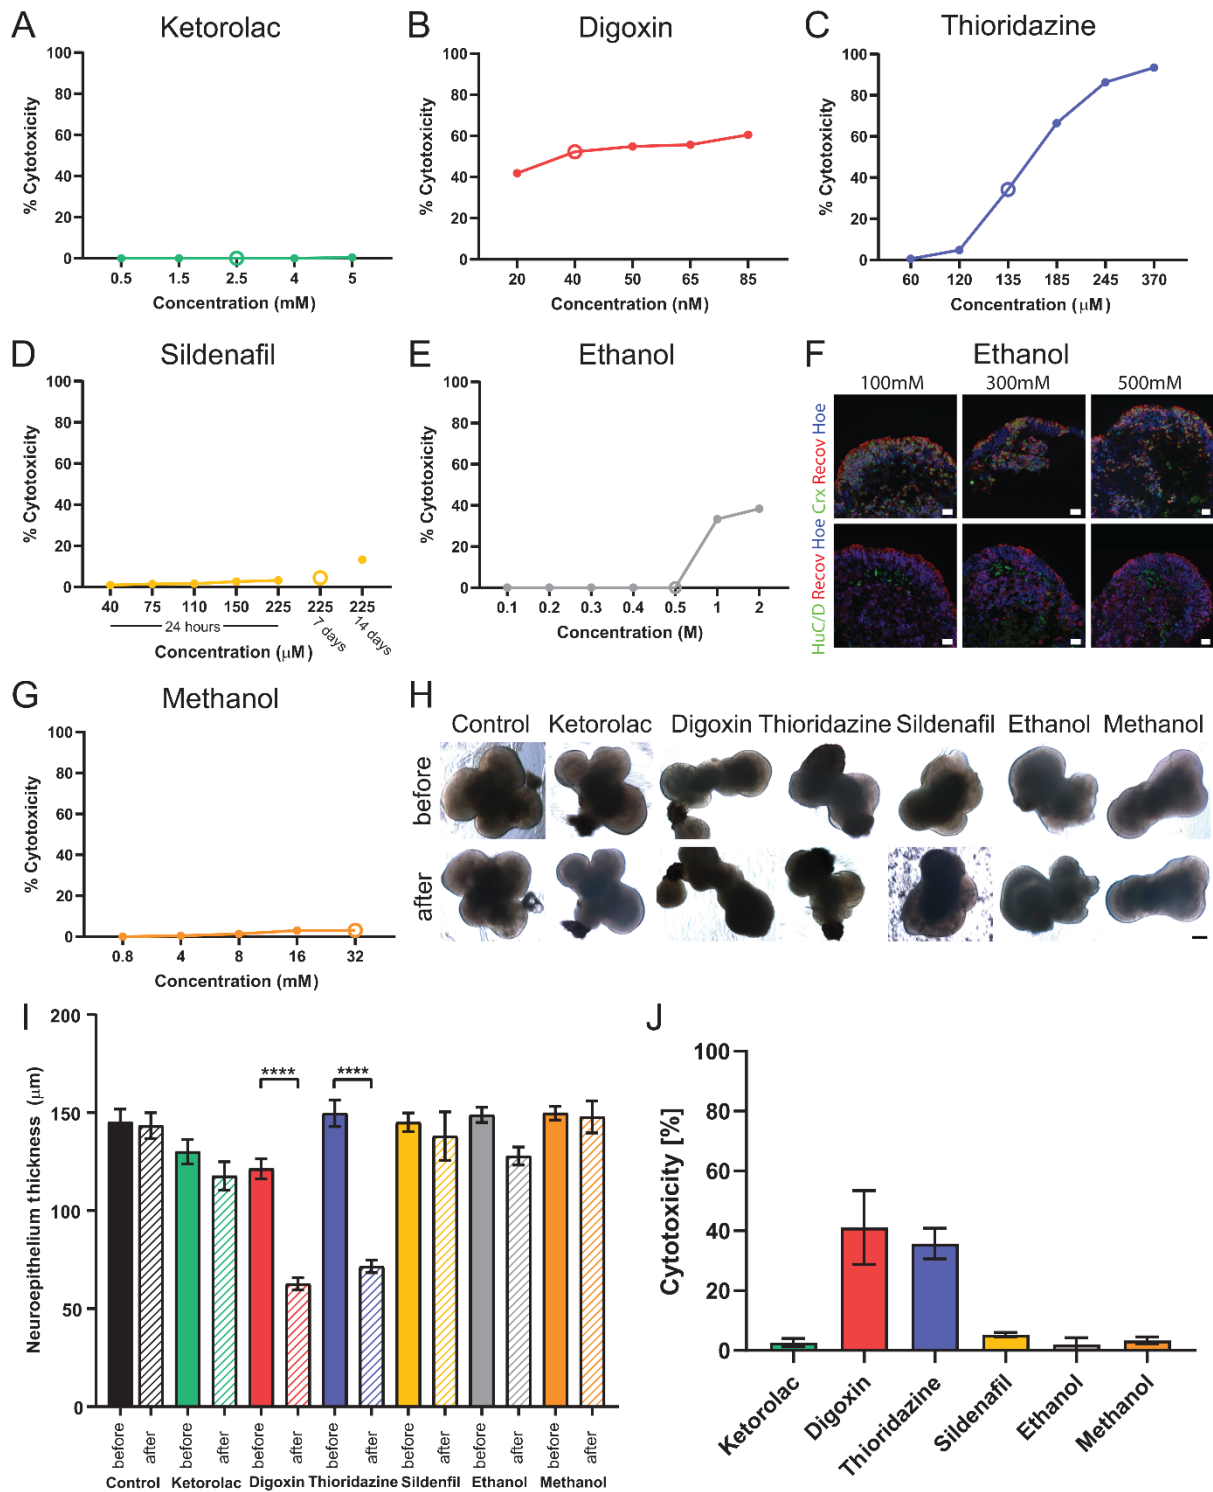 A Ketorolac
% Cytotoxicity
100
80
60
40
20
0
0.5 1.5 2.5 4 5
Concentration (mM)
B Digoxin
% Cytotoxicity
100
80
60
40
20
0
20 40 50 65 85
Concentration (nM)
C Thioridazine
% Cytotoxicity
100
80
60
40
20
0
60 120 135 185 245 370
Concentration (μM)
D Sildenafil
% Cytotoxicity
100
80
60
40
20
0
40 75 110 150 225 225 225
24 hours 7 days 14 days
Concentration (μM)
E Ethanol
% Cytotoxicity
100
80
60
40
20
0
0.1 0.2 0.3 0.4 0.5 1 2
Concentration (M)
F Ethanol
100mM 300mM 500mM
Crx Recov Hoe
HuC/D Recov Hoe
G Methanol
% Cytotoxicity
100
80
60
40
20
0
0.8 4 8 16 32
Concentration (mM)
H
Control Ketorolac Digoxin Thioridazine Sildenafil Ethanol Methanol
before
after
I
Neuroepithelium thickness (μm)
200
150
100
50
0
**** ****
before after before after before after before after before after before after before after
Control Ketorolac Digoxin Thioridazine Sildenfil Ethanol Methanol
J
Cytotoxicity [%]
100
80
60
40
20
0
Ketorolac Digoxin Thioridazine Sildenafil Ethanol Methanol